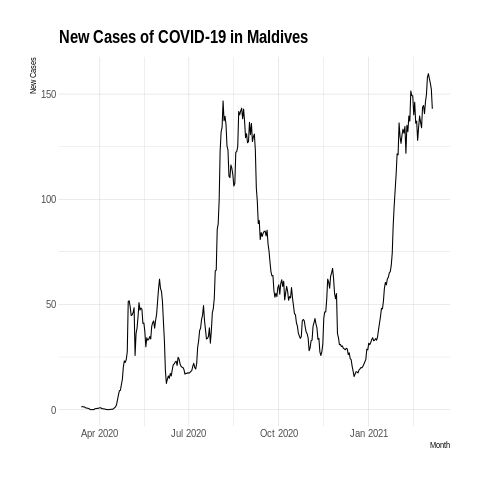 New Cases of COVID-19 in Maldives
New Cases
150
100
50
0
Apr 2020
Jul 2020
Oct 2020
Jan 2021
Month